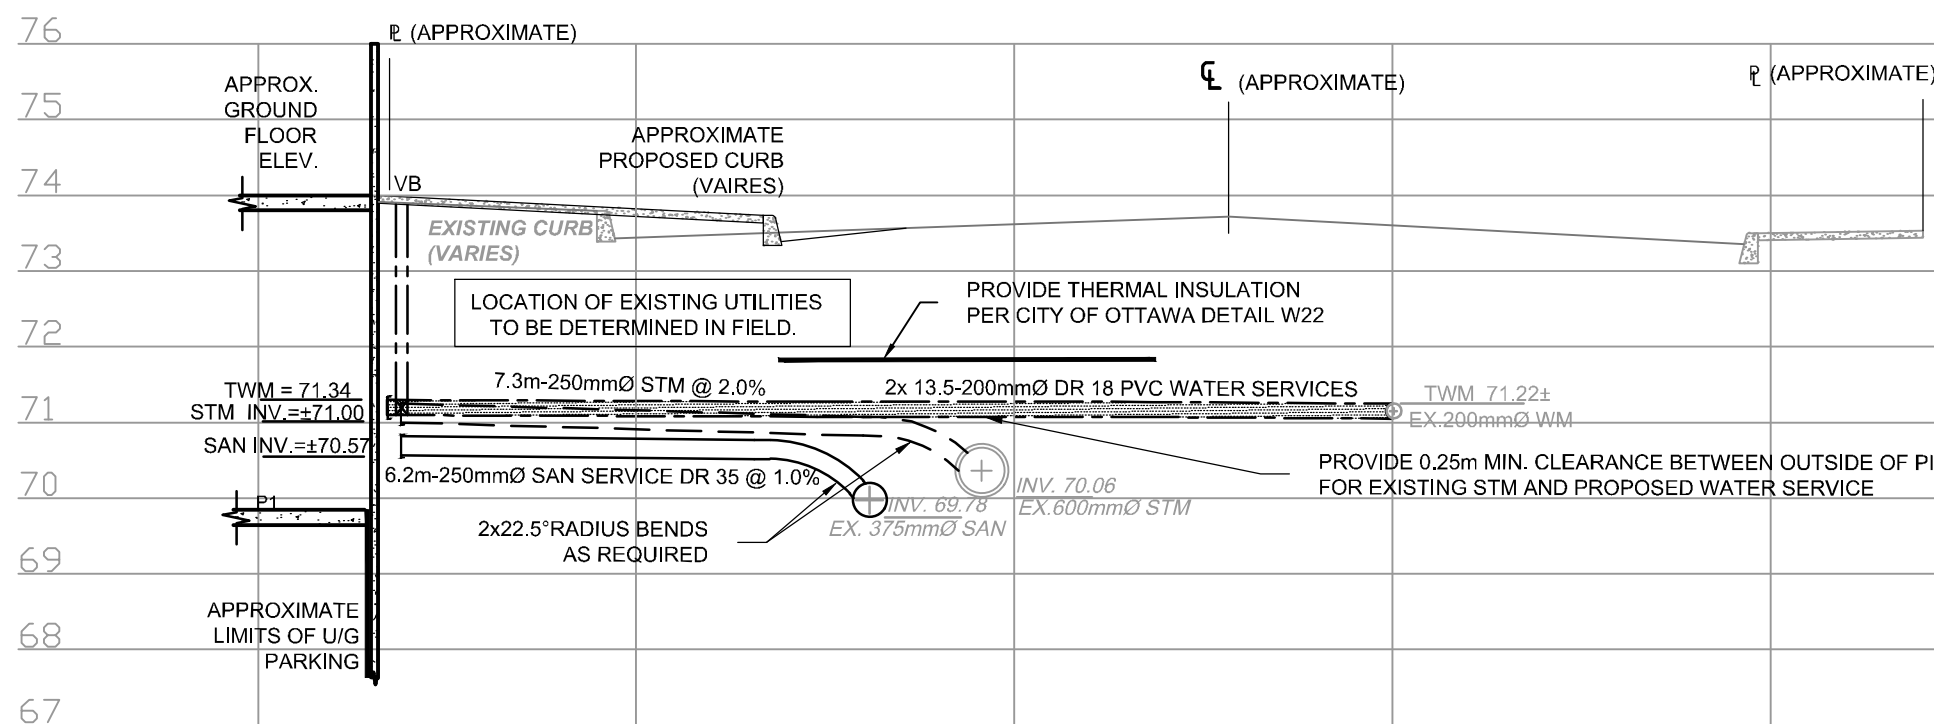 76
75
74
73
72
71
70
69
68
67
℄ (APPROXIMATE)
℄ (APPROXIMATE)
℄ (APPROXIMATE)
APPROX.
GROUND
FLOOR
ELEV.
VB
APPROXIMATE
PROPOSED CURB
(VAIRES)
EXISTING CURB
(VARIES)
LOCATION OF EXISTING UTILITIES
TO BE DETERMINED IN FIELD.
PROVIDE THERMAL INSULATION
PER CITY OF OTTAWA DETAIL W22
TWM = 71.34
STM INV.=±71.00
SAN INV.=±70.57
7.3m-250mmØ STM @ 2.0%
2x 13.5-200mmØ DR 18 PVC WATER SERVICES
TWM 71.22±
EX.200mmØ WM
6.2m-250mmØ SAN SERVICE DR 35 @ 1.0%
PROVIDE 0.25m MIN. CLEARANCE BETWEEN OUTSIDE OF PI
FOR EXISTING STM AND PROPOSED WATER SERVICE
INV. 70.06
EX.600mmØ STM
INV. 69.78
EX. 375mmØ SAN
2x22.5°RADIUS BENDS
AS REQUIRED
P1
APPROXIMATE
LIMITS OF U/G
PARKING